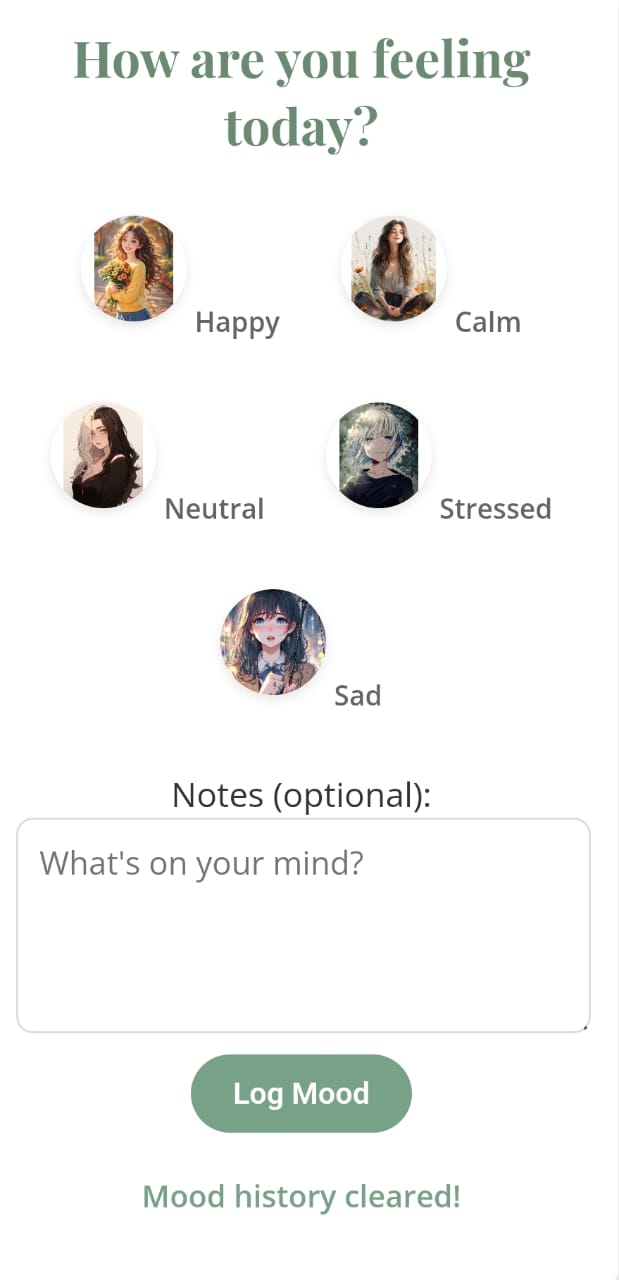 How are you feeling
today?
Happy
Calm
Neutral
Stressed
Sad
Notes (optional):
What's on your mind?
Log Mood
Mood history cleared!